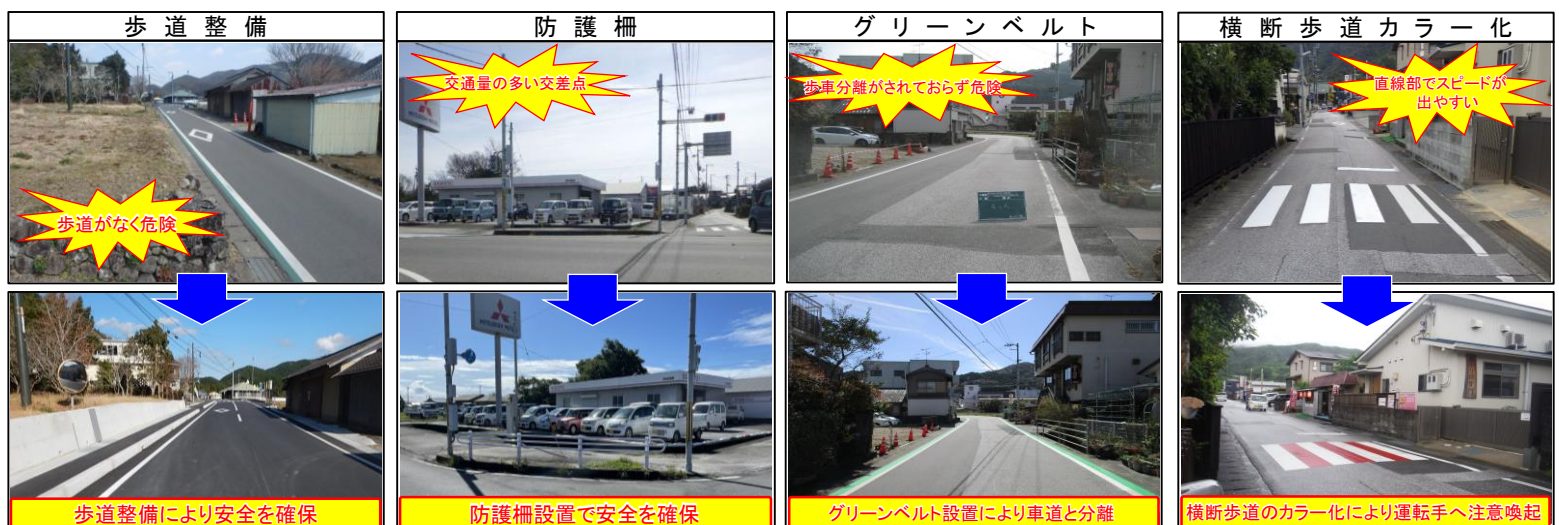 歩道整備
歩道がなく危険
歩道整備により安全を確保
防護柵
交通量の多い交差点
防護柵設置で安全を確保
グリーンベルト
歩車分離がされておらず危険
グリーンベルト設置により車道と分離
横断歩道カラー化
直線部でスピードが
出やすい
横断歩道のカラー化により運転手へ注意喚起